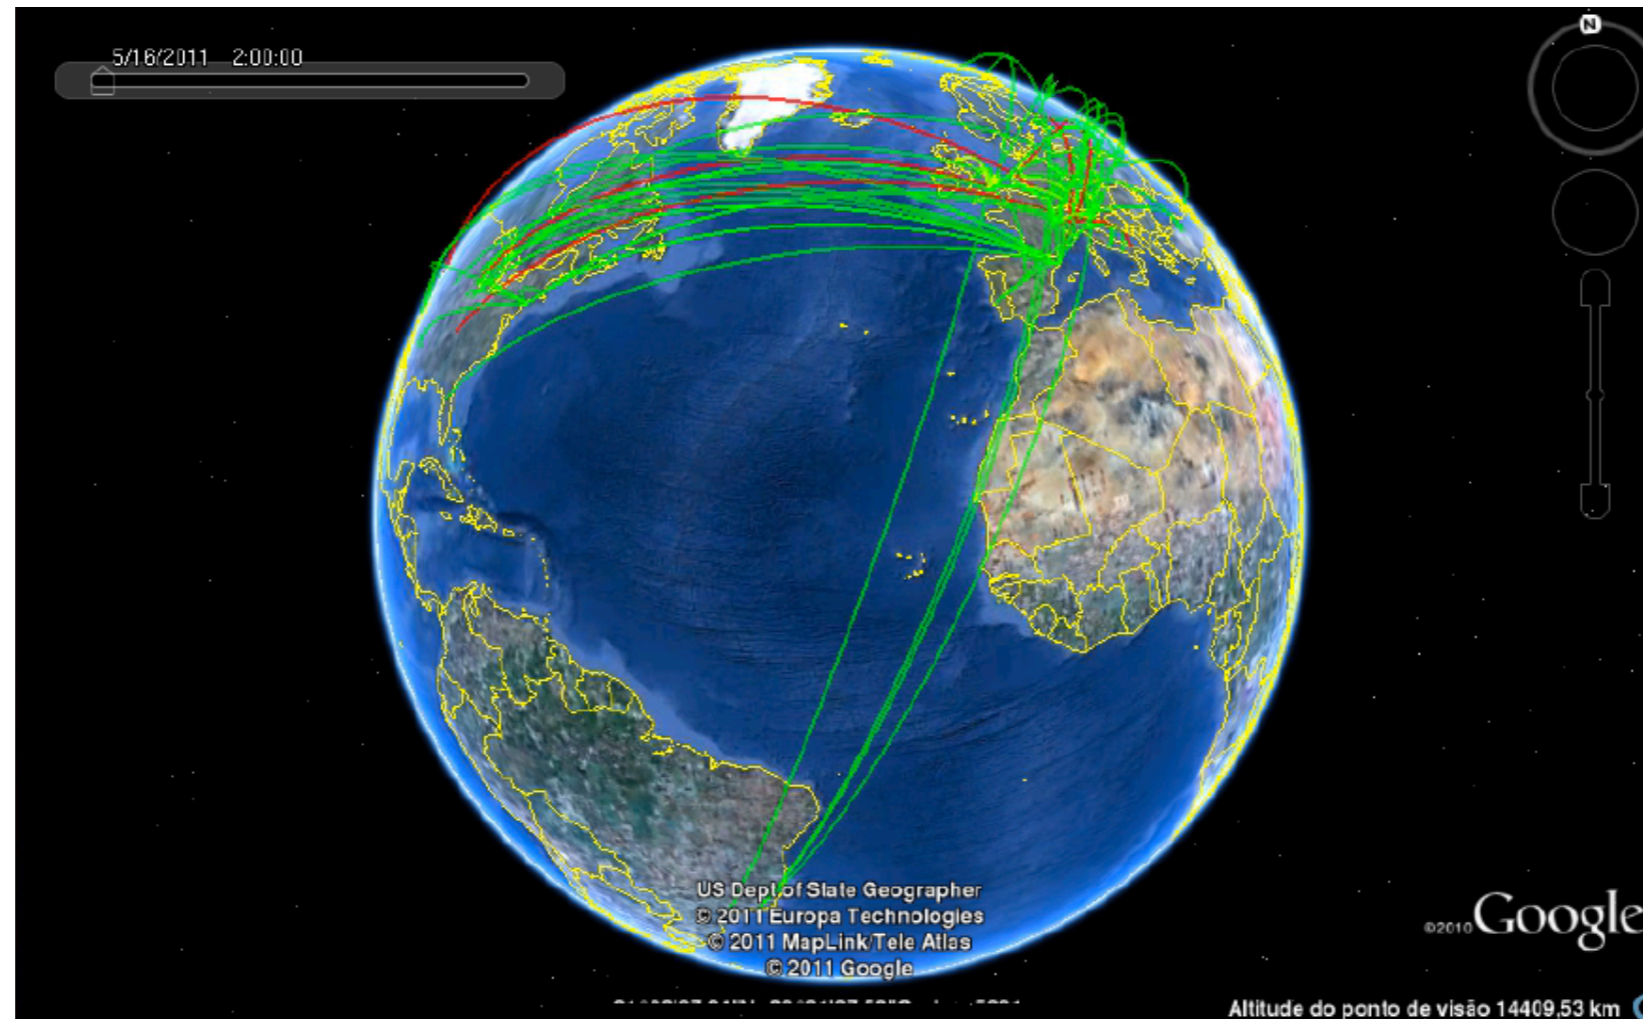 5/16/2011 2:00:00
N
US Dept of State Geographer
© 2011 Europa Technologies
© 2011 MapLink/Tele Atlas
© 2011 Google
©2010 Google
Altitude do ponto de visão 14409,53 km